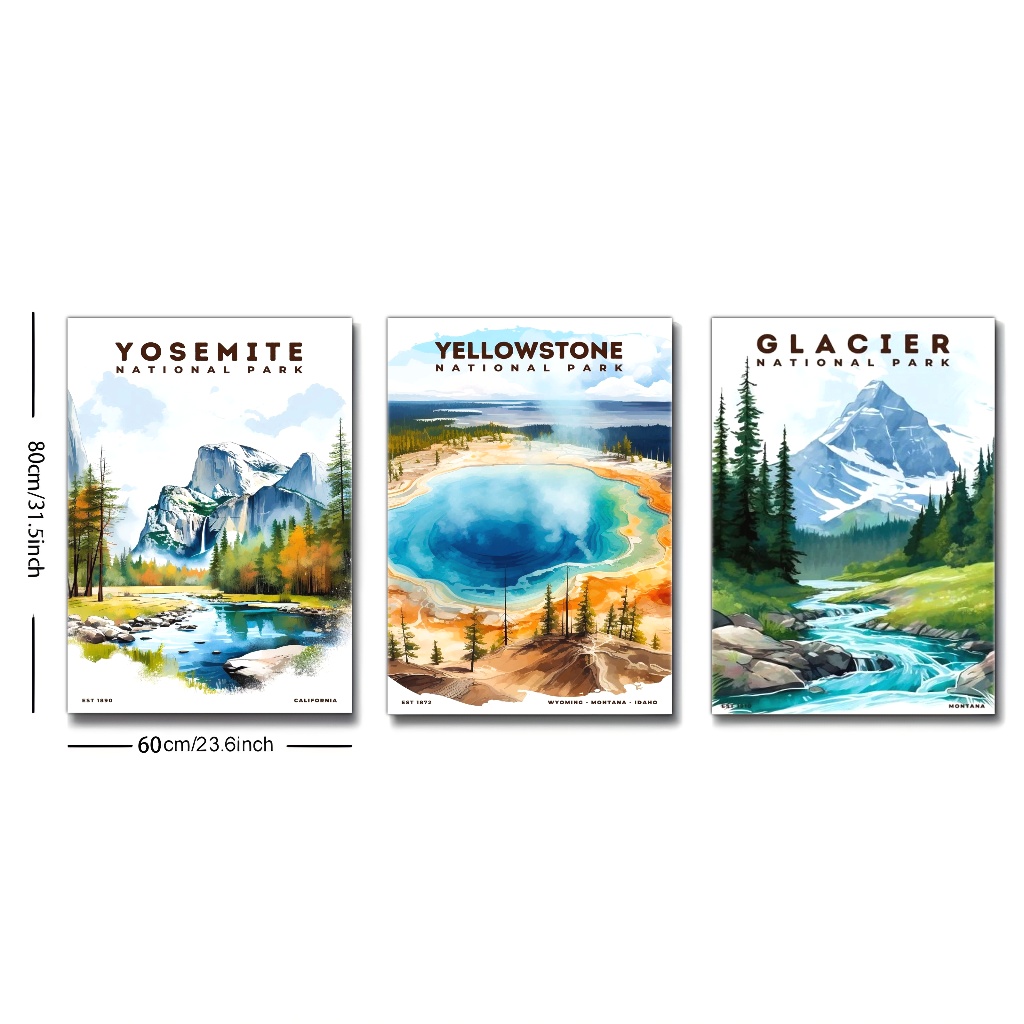 YOSEMITE
NATIONAL PARK
EST 1890
CALIFORNIA
YELLOWSTONE
NATIONAL PARK
EST 1872
WYOMING · MONTANA · IDAHO
GLACIER
NATIONAL PARK
EST
MONTANA
80cm/31.5inch
60cm/23.6inch